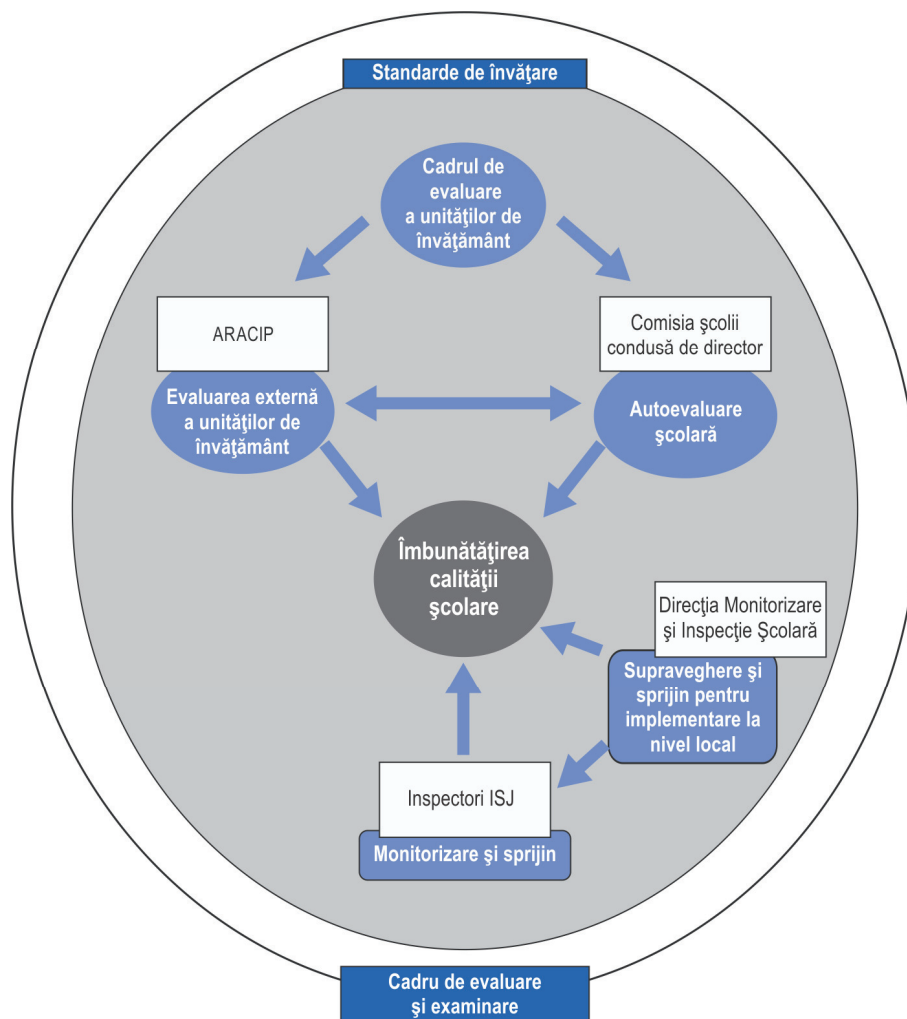 Standarde de învăţare
Cadrul de
evaluare
a unităţilor de
învăţământ
ARACIP
Evaluarea externă
a unităţilor de
învăţământ
Comisia şcolii
condusă de director
Autoevaluare
şcolară
Îmbunătăţirea
calităţii
şcolare
Direcţia Monitorizare
şi Inspecţie Şcolară
Supraveghere şi
sprijin pentru
implementare la
nivel local
Inspectori ISJ
Monitorizare şi sprijin
Cadru de evaluare
şi examinare